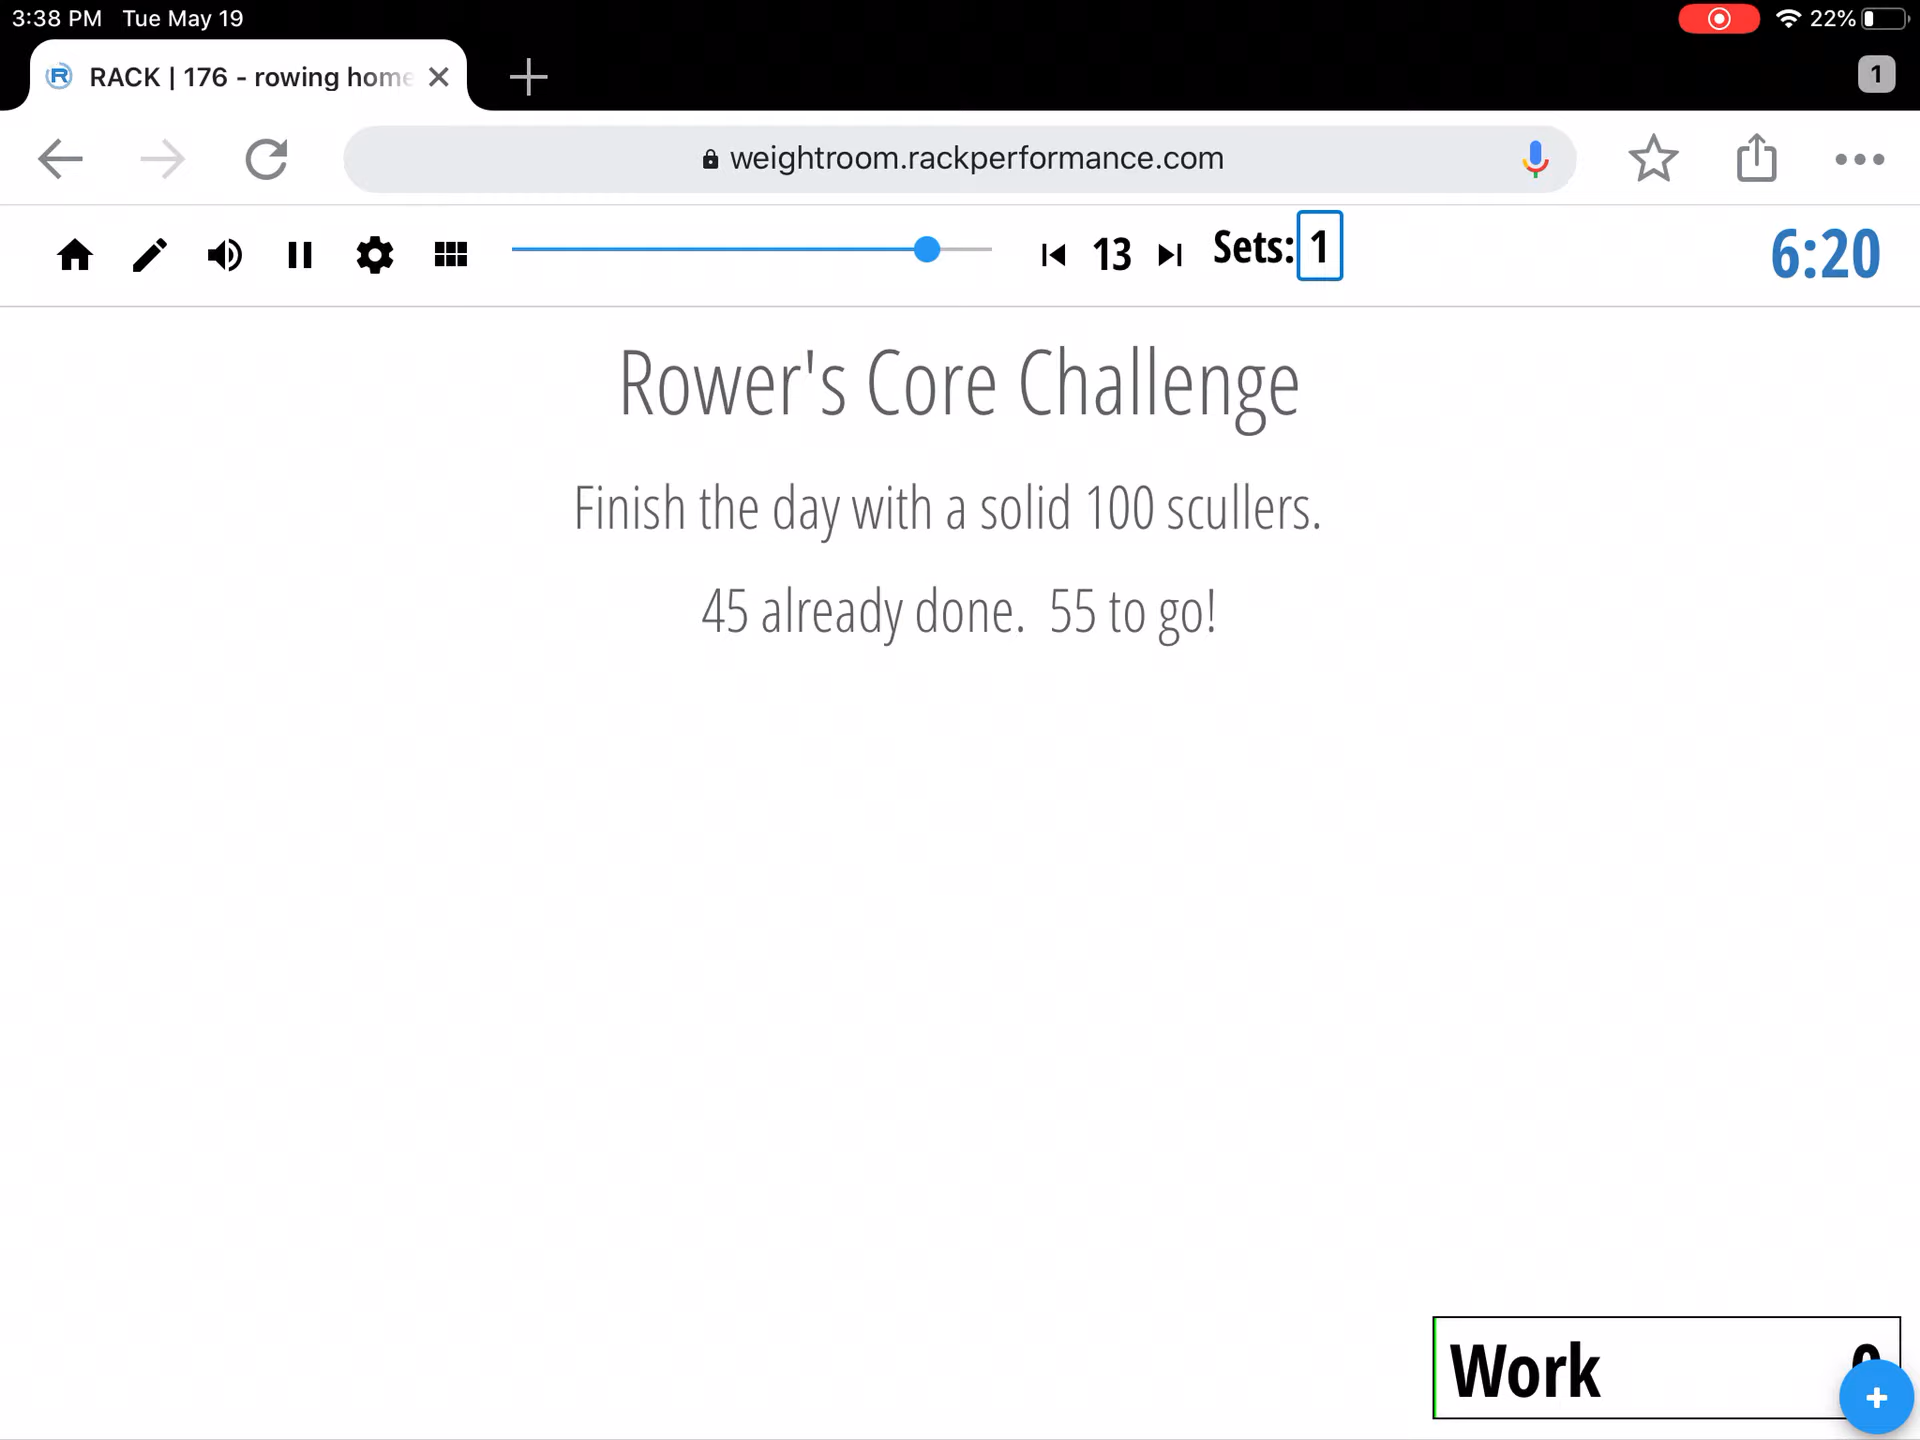 3:38 PM Tue May 19
22%
RACK | 176 - rowing home
1
weightroom.rackperformance.com
13 Sets: 1 6:20
Rower's Core Challenge
Finish the day with a solid 100 scullers.
45 already done. 55 to go!
Work